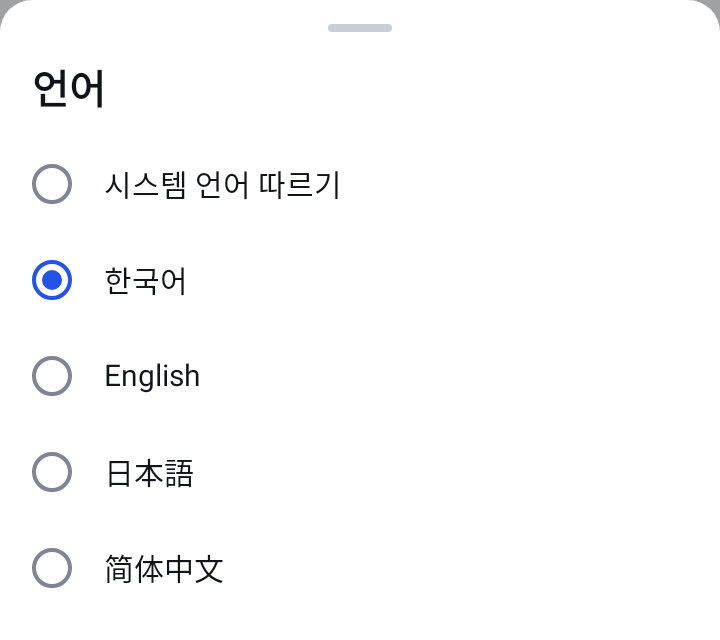 언어
시스템 언어 따르기
한국어
English
日本語
简体中文